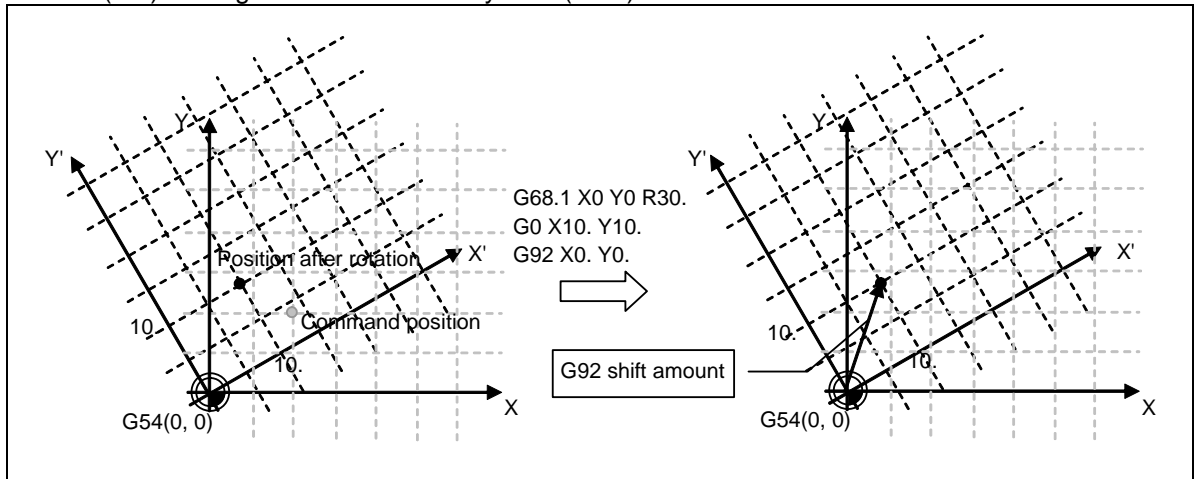 Y
Y'
X'
Position after rotation
Command position
10.
10.
X
G54(0, 0)
G68.1 X0 Y0 R30.
G0 X10. Y10.
G92 X0. Y0.
G92 shift amount
Y
Y'
X'
10.
10.
X
G54(0, 0)